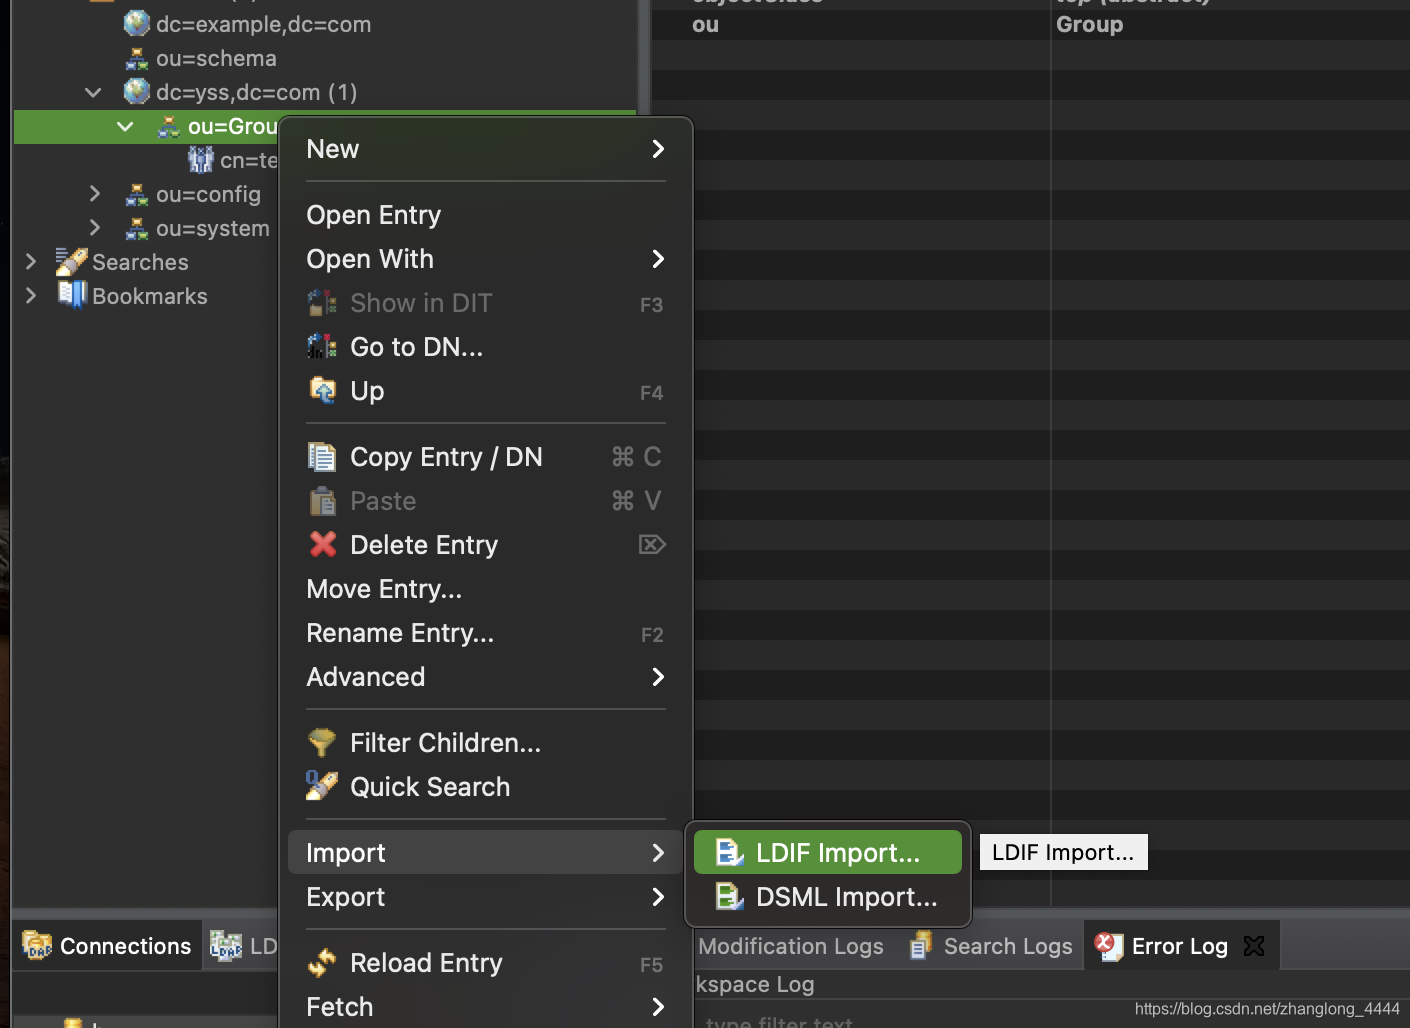 dc=example,dc=com
ou=schema
dc=yss,dc=com (1)
ou=Grou
cn=te
ou=config
ou=system
Searches
Bookmarks
ou Group
New
Open Entry
Open With
Show in DIT F3
Go to DN...
Up F4
Copy Entry / DN ⌘ C
Paste ⌘ V
Delete Entry
Move Entry...
Rename Entry... F2
Advanced
Filter Children...
Quick Search
Import
Export
Reload Entry F5
Fetch
LDIF Import...
DSML Import...
LDIF Import...
Connections
LD
Modification Logs
Search Logs
Error Log
kspace Log
type filter text
https://blog.csdn.net/zhanglong_4444